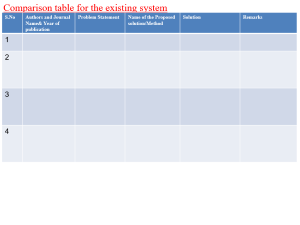 Comparison table for the existing system
S.No Authors and Journal Name& Year of publication Problem Statement Name of the Proposed solution/Method Solution Remarks
1
2
3
4